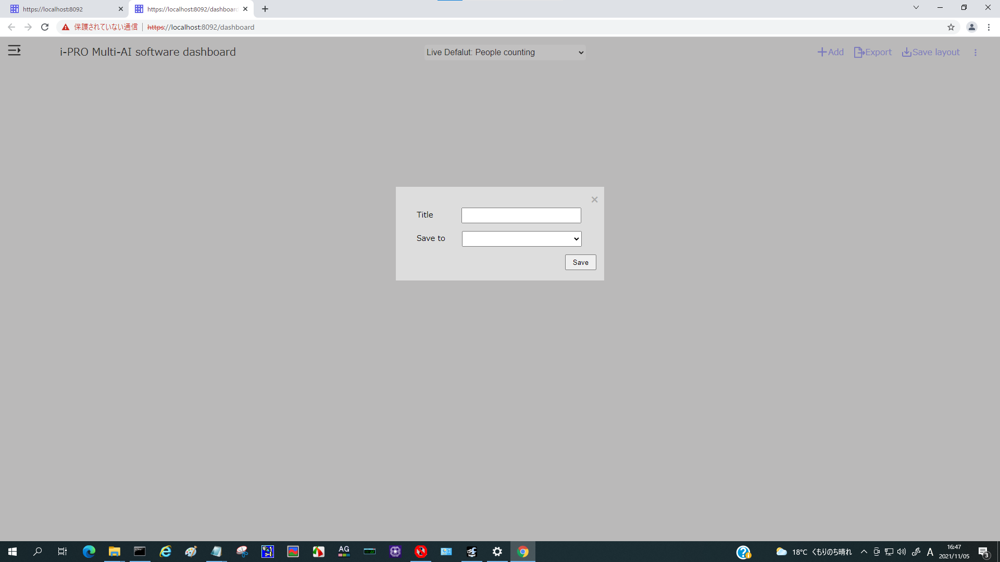 https://localhost:8092
https://localhost:8092/dashboard
保護されていない通信
https://localhost:8092/dashboard
i-PRO Multi-AI software dashboard
Live Defalut: People counting
Add
Export
Save layout
Title
Save to
Save
AG
18°C くもりのち晴れ
A
16:47
2021/11/05
3